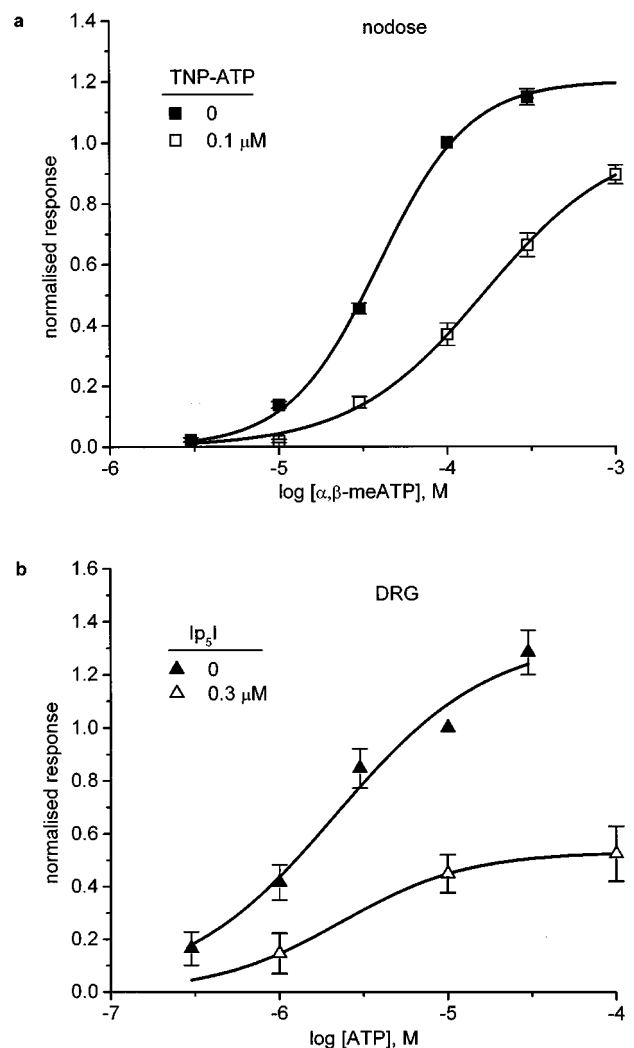 a
nodose
TNP-ATP
0
0.1 μM
1.4
1.2
1.0
0.8
0.6
0.4
0.2
0.0
normalised response
-6 -5 -4 -3
log [α,β-meATP], M
b
DRG
Ip₅I
0
0.3 μM
1.6
1.4
1.2
1.0
0.8
0.6
0.4
0.2
0.0
normalised response
-7 -6 -5 -4
log [ATP], M